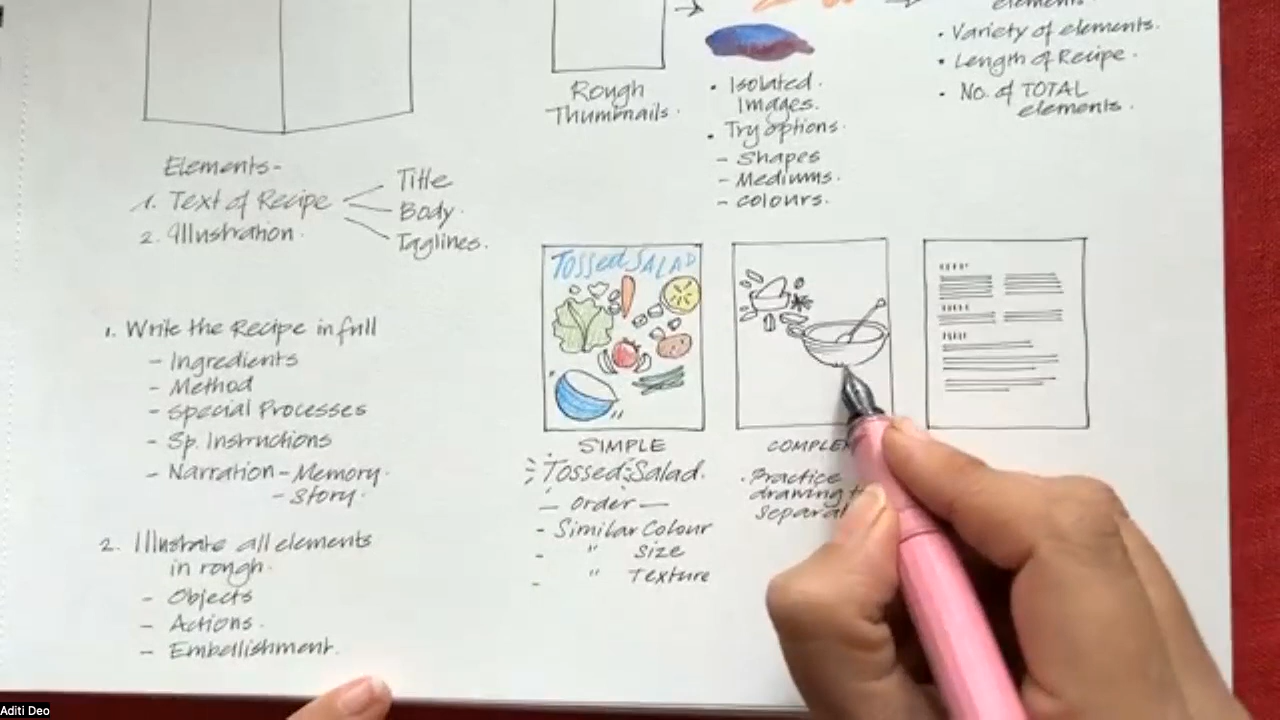 elements.
• Variety of elements.
• Length of Recipe.
• No. of TOTAL
elements.
Rough
Thumbnails.
• Isolated.
Images.
• Try options.
- Shapes
- Mediums.
- colours.
Elements-
1. Text of Recipe
2. Illustration.
Title
Body.
Taglines.
1. Write the Recipe in full
- Ingredients
- Method
- Special Processes
- Sp. Instructions
- Narration - Memory.
- Story.
2. Illustrate all elements
in rough.
- Objects
- Actions.
- Embellishment.
Tossed SALAD
SIMPLE
Tossed Salad.
- Order -
- Similar Colour
- " Size
- " Texture
-
COMPLE
• Practice
drawing
separa
Aditi Deo